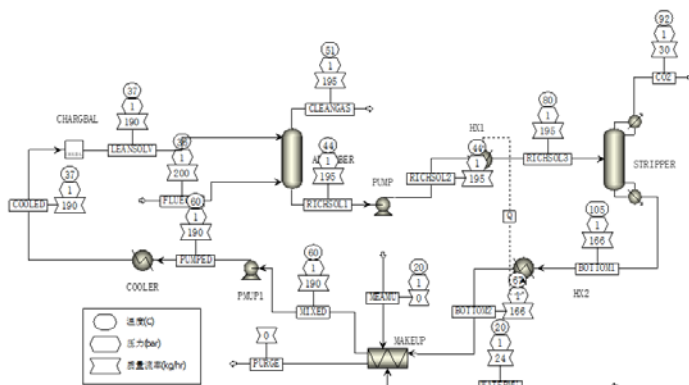 92
1
30
CO2
51
1
195
CLEANGAS
37
1
190
LEANSOLV
CHARGBAL
1
200
80
1
195
RICHSOL3
HX1
44
1
195
RICHSOL1
44
1
195
RICHSOL2
STRIPPER
PUMP
37
1
190
COOLED
60
1
190
PUMPED
Q
105
1
166
BOTTOM1
COOLER
PMUP1
60
1
190
MIXED
20
1
0
MEAMU
1
166
BOTTOM2
HX2
温度(C)
压力(bar)
质量流率(kg/hr)
0
PURGE
MAKEUP
20
1
24